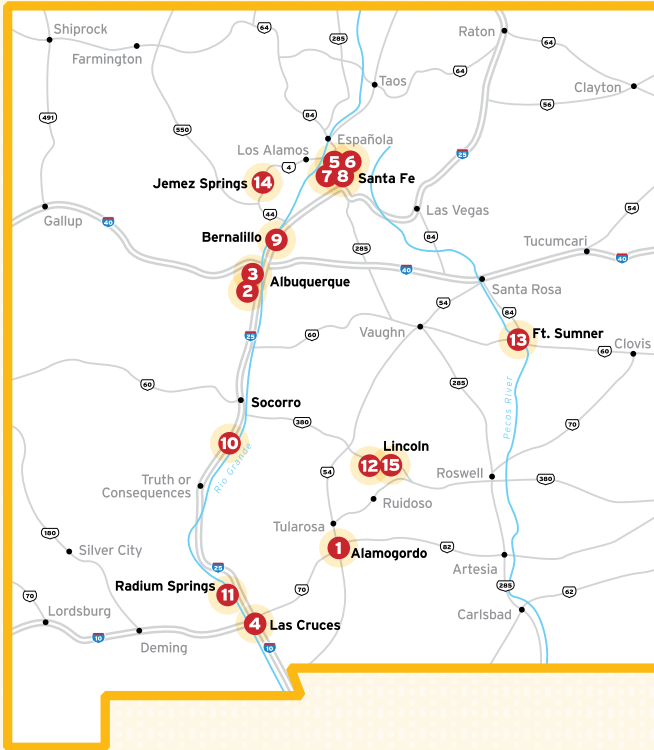 Shiprock
64
285
Raton
64
Farmington
Taos
64
Clayton
56
491
550
84
Española
Los Alamos
4
5
6
25
Jemez Springs
14
7
8
Santa Fe
54
Gallup
40
44
Las Vegas
Bernalillo
9
84
Tucumcari
285
40
3
Albuquerque
40
2
Santa Rosa
54
84
25
60
Vaughn
13
Ft. Sumner
60
Clovis
60
285
Socorro
Pecos River
380
70
10
Lincoln
12
15
Rio Grande
54
Roswell
380
Truth or
Consequences
Ruidoso
Tularosa
180
Silver City
1
Alamogordo
82
25
Artesia
Radium Springs
11
70
285
62
70
Lordsburg
Carlsbad
4
Las Cruces
10
Deming
10